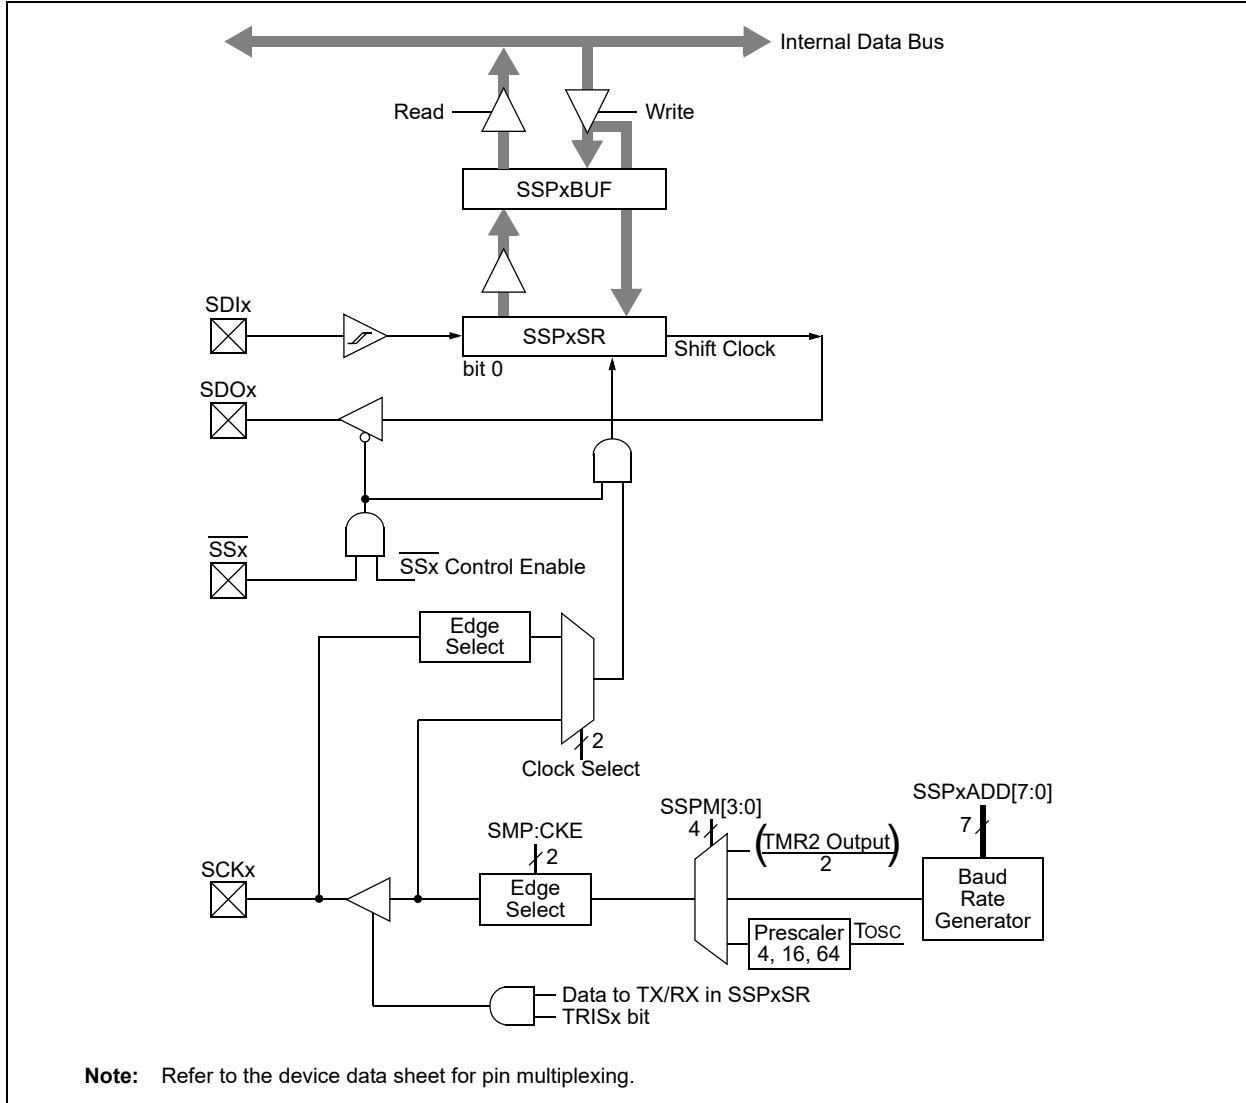 Internal Data Bus
Read
Write
SSPxBUF
SDIx
SSPxSR
Shift Clock
bit 0
SDOx
SSx
SSx Control Enable
Edge
Select
2
Clock Select
SSPxADD[7:0]
SSPM[3:0]
7
4
SMP:CKE
(TMR2 Output)
2
2
SCKx
Edge
Select
Baud
Rate
Generator
Prescaler
4, 16, 64
TOSC
Data to TX/RX in SSPxSR
TRISx bit
Note: Refer to the device data sheet for pin multiplexing.